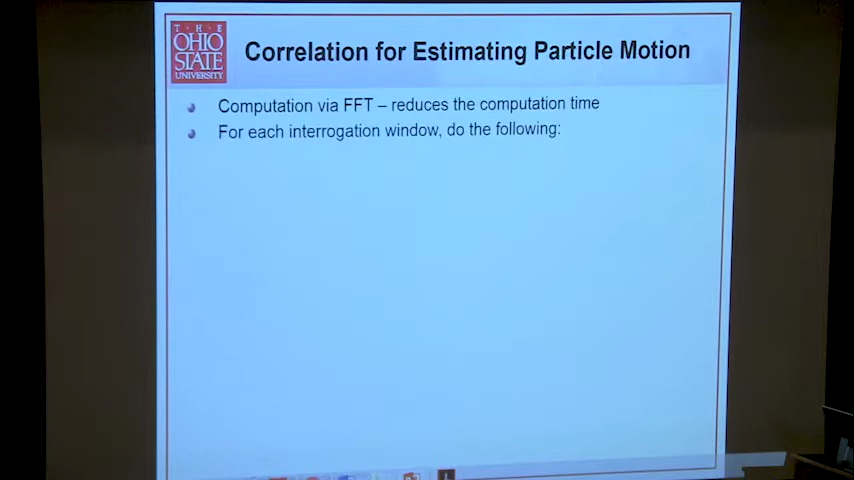 T · H · E
OHIO
STATE
UNIVERSITY
Correlation for Estimating Particle Motion
Computation via FFT – reduces the computation time
For each interrogation window, do the following: